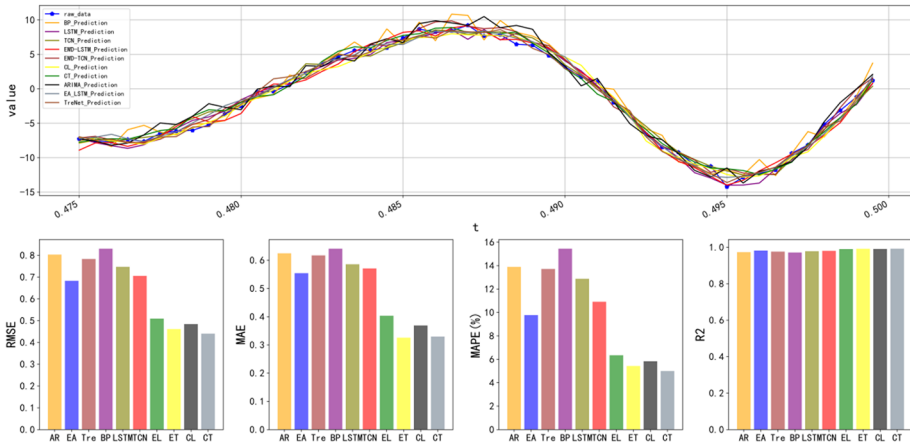 raw_data
BP_Prediction
LSTM_Prediction
TCN_Prediction
EMD-LSTM_Prediction
EMD-TCN_Prediction
CL_Prediction
CT_Prediction
ARIMA_Prediction
EA_LSTM_Prediction
TreNet_Prediction
value
10
5
0
−5
−10
−15
0.475 0.480 0.485 0.490 0.495 0.500
t
RMSE
0.8
0.7
0.6
0.5
0.4
0.3
0.2
0.1
0.0
AR EA Tre BP LSTMTCN EL ET CL CT
MAE
0.6
0.5
0.4
0.3
0.2
0.1
0.0
AR EA Tre BP LSTMTCN EL ET CL CT
MAPE(%)
16
14
12
10
8
6
4
2
0
AR EA Tre BP LSTMTCN EL ET CL CT
R2
1.0
0.8
0.6
0.4
0.2
0.0
AR EA Tre BP LSTMTCN EL ET CL CT